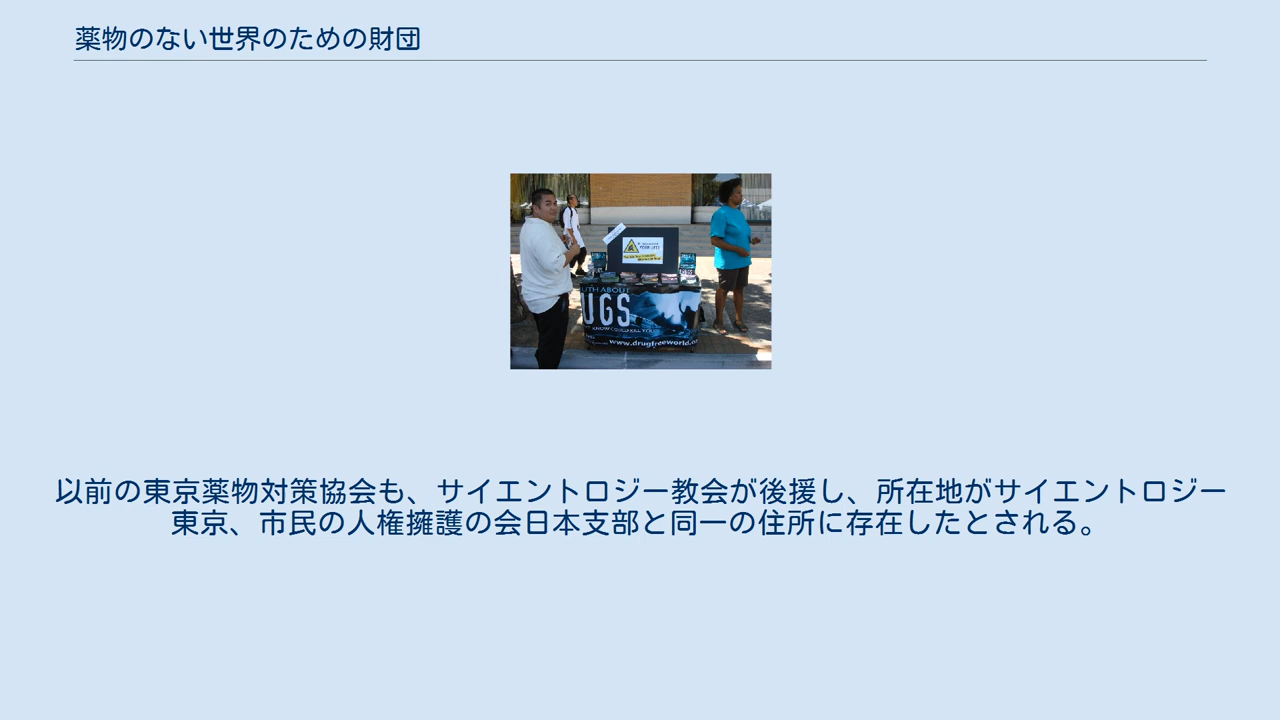 薬物のない世界のための財団
UTH ABOUT
UGS
www.drugfreeworld.o
以前の東京薬物対策協会も、サイエントロジー教会が後援し、所在地がサイエントロジー
東京、市民の人権擁護の会日本支部と同一の住所に存在したとされる。